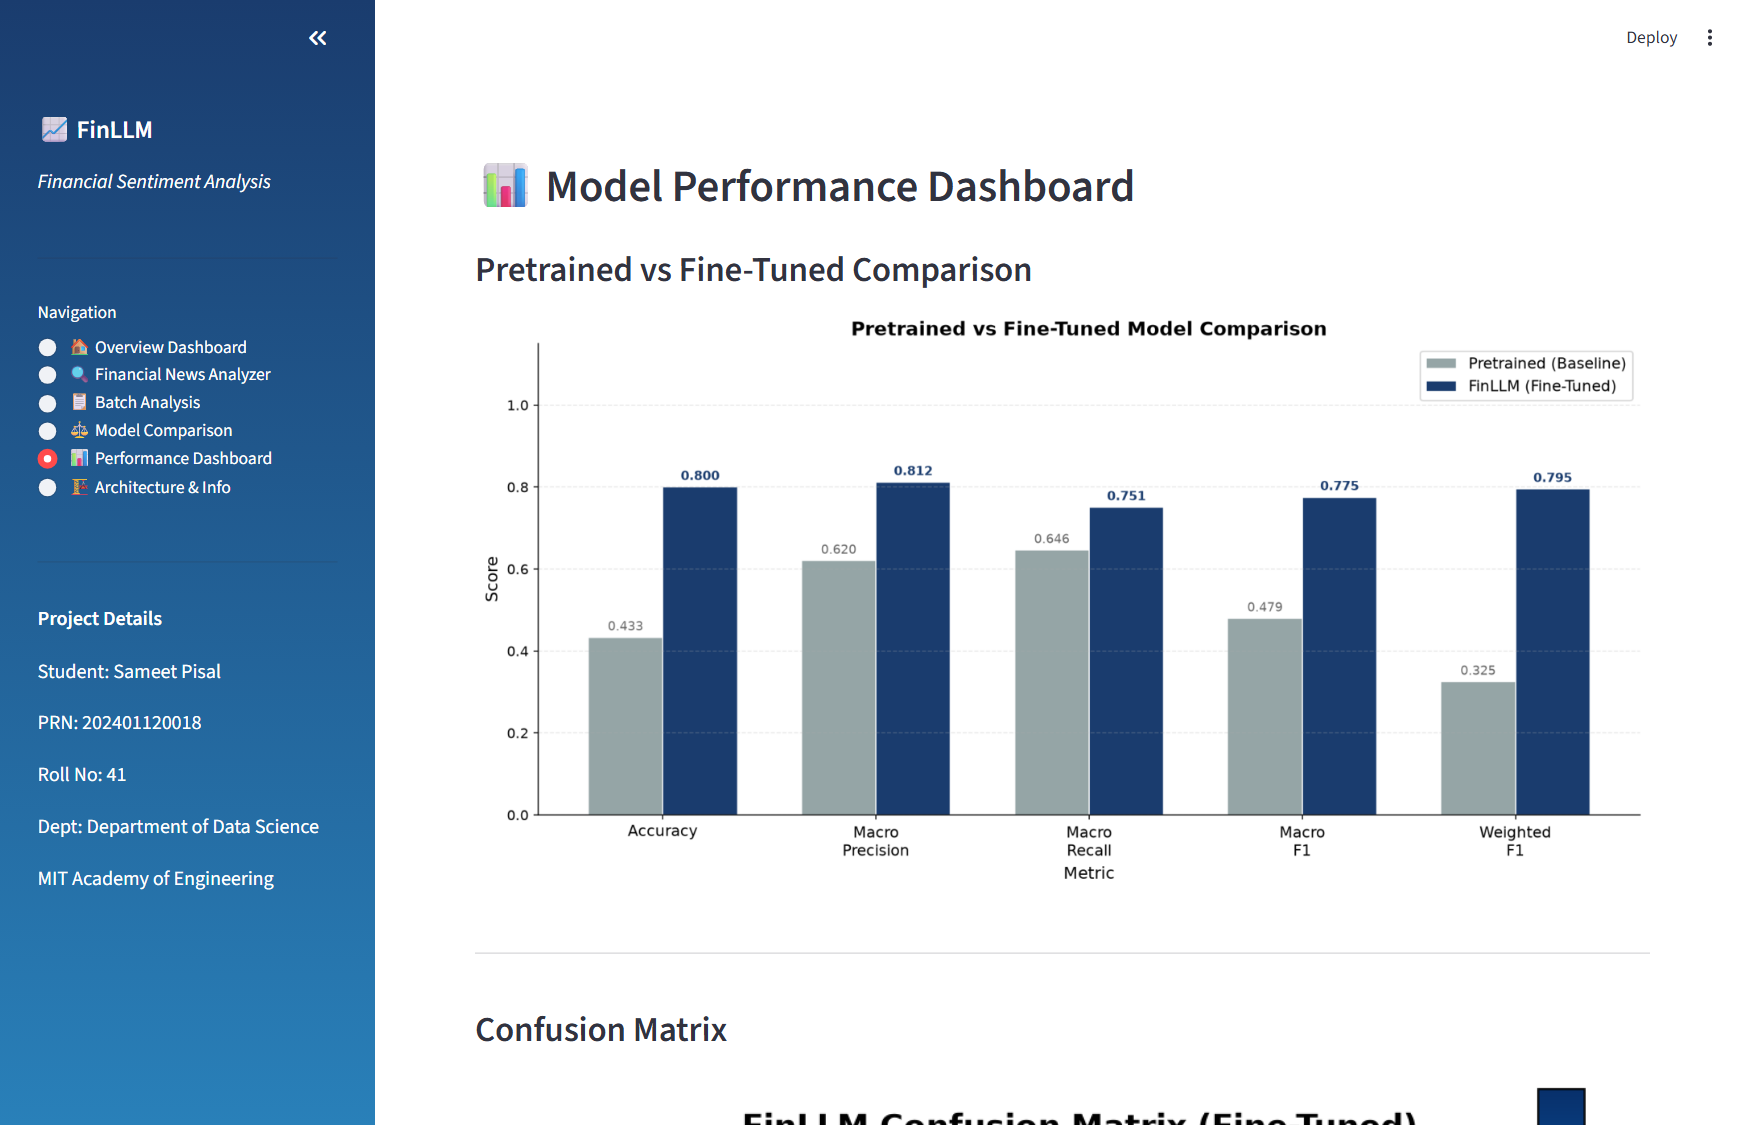 Deploy
FinLLM
Financial Sentiment Analysis
Navigation
Overview Dashboard
Financial News Analyzer
Batch Analysis
Model Comparison
Performance Dashboard
Architecture & Info
Project Details
Student: Sameet Pisal
PRN: 202401120018
Roll No: 41
Dept: Department of Data Science
MIT Academy of Engineering
Model Performance Dashboard
Pretrained vs Fine-Tuned Comparison
Pretrained vs Fine-Tuned Model Comparison
Pretrained (Baseline)
FinLLM (Fine-Tuned)
Score
1.0
0.8
0.6
0.4
0.2
0.0
0.433
0.800
0.620
0.812
0.646
0.751
0.479
0.775
0.325
0.795
Accuracy
Macro
Precision
Macro
Recall
Macro
F1
Weighted
F1
Metric
Confusion Matrix
FinLLM Confusion Matrix (Fine-Tuned)